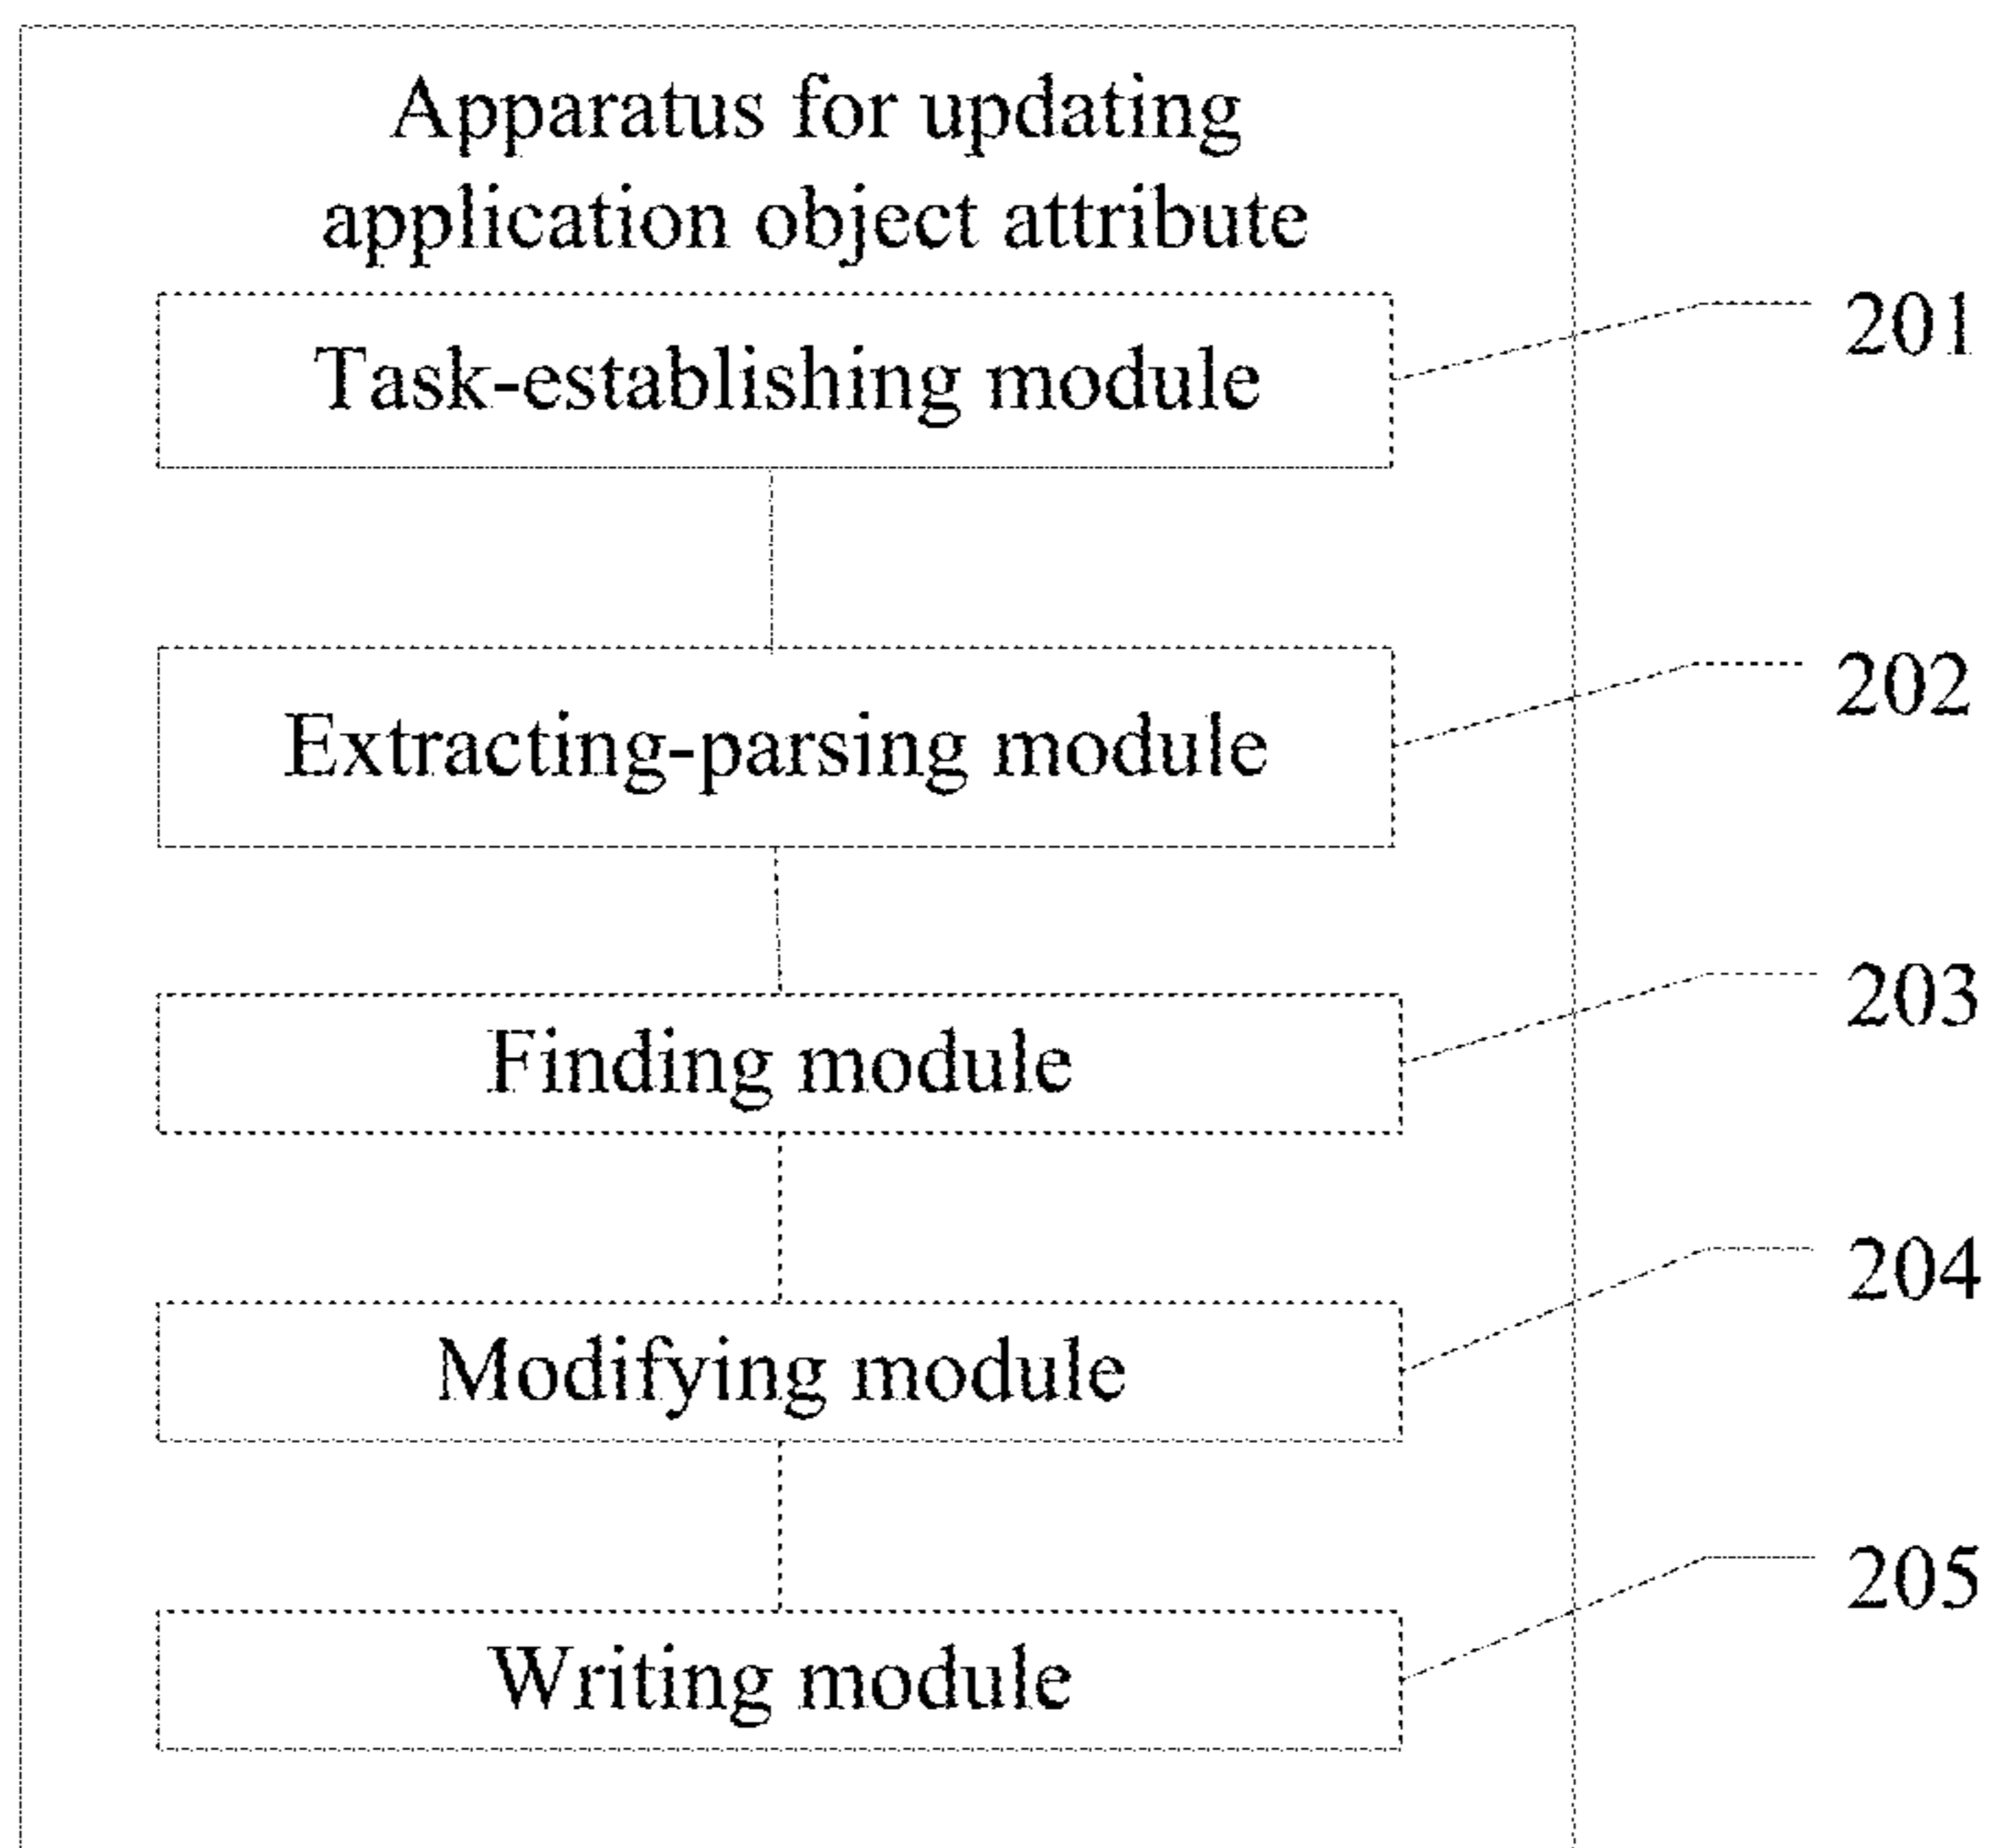 Apparatus for updating
application object attribute
Task-establishing module
201
Extracting-parsing module
202
Finding module
203
Modifying module
204
Writing module
205